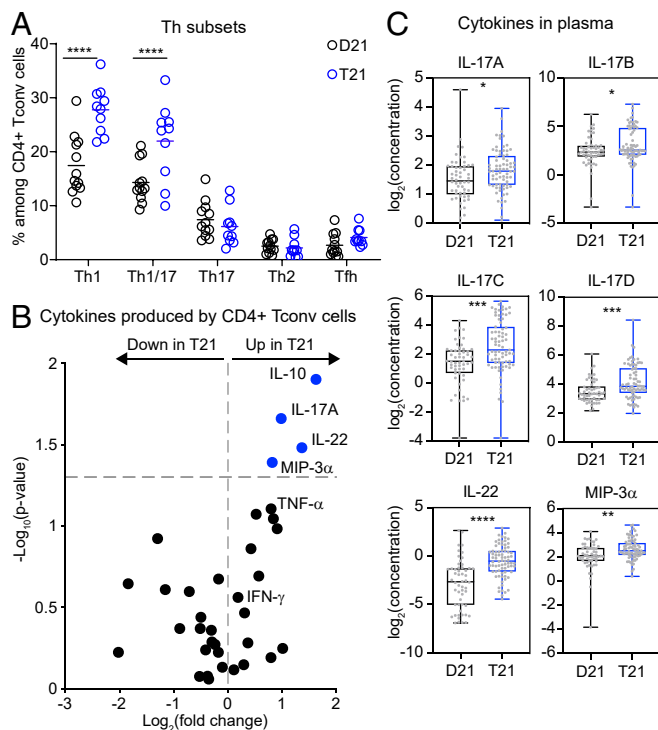 A
Th subsets
% among CD4+ Tconv cells
40
30
20
10
0
**** ****
D21
T21
Th1 Th1/17 Th17 Th2 Tfh
B
Cytokines produced by CD4+ Tconv cells
Down in T21 Up in T21
-Log10(p-value)
2
1.5
1
0.5
0
IL-10
IL-17A
IL-22
MIP-3α
TNF-α
IFN-γ
-3 -2 -1 0 1 2
Log2(fold change)
C
Cytokines in plasma
IL-17A
log2(concentration)
5
4
3
2
1
0
*
D21 T21
IL-17B
10
5
0
-5
*
D21 T21
IL-17C
log2(concentration)
6
4
2
0
-2
-4
***
D21 T21
IL-17D
10
8
6
4
2
0
***
D21 T21
IL-22
log2(concentration)
5
0
-5
-10
****
D21 T21
MIP-3α
8
6
4
2
0
-2
-4
-6
**
D21 T21